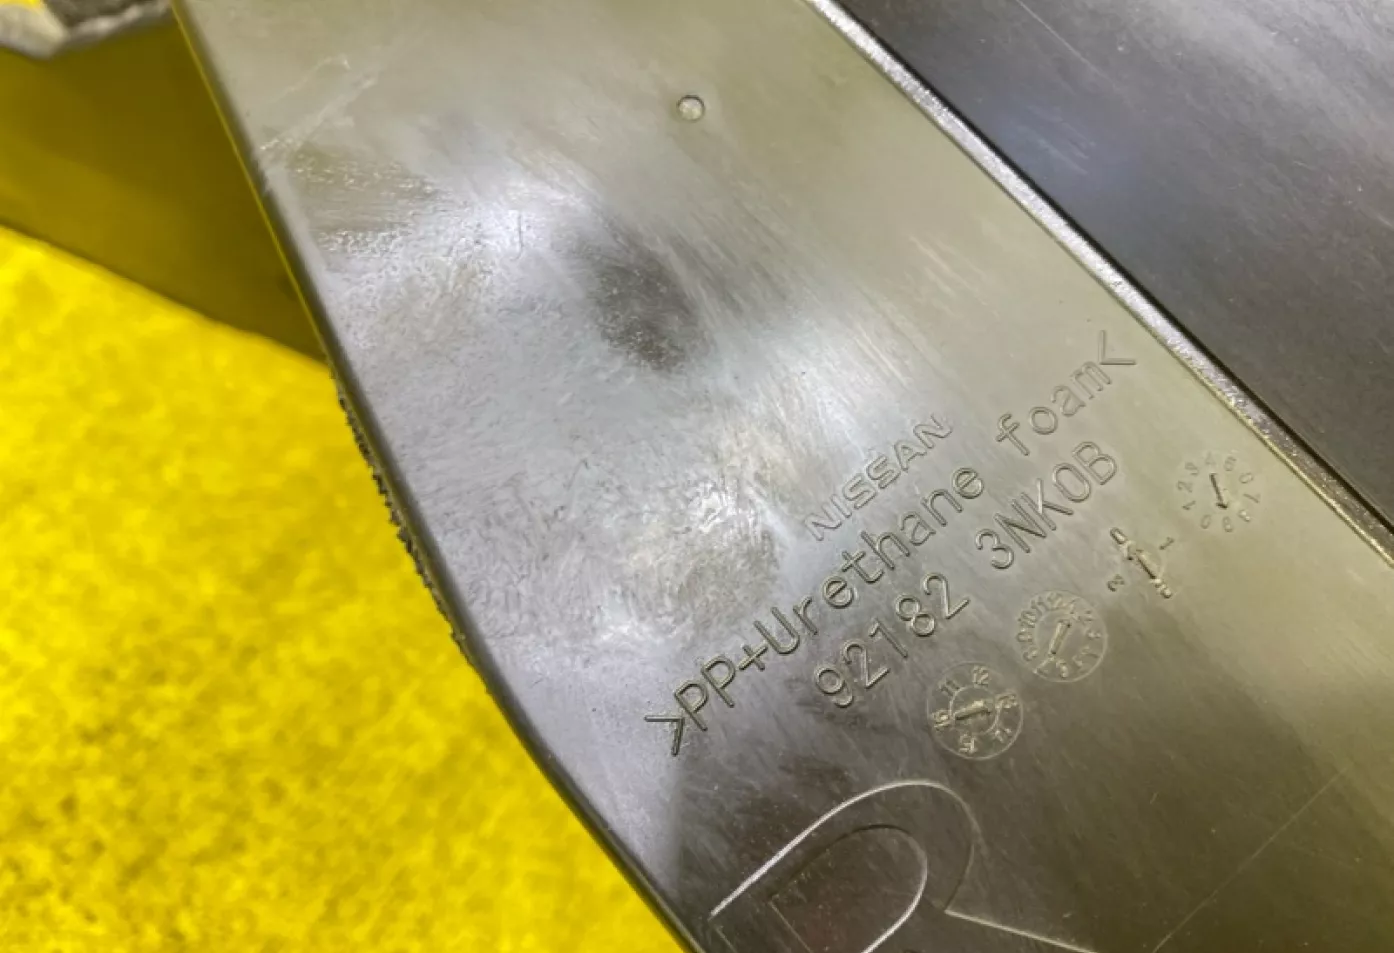 NISSAN
>PP+Urethane foam<
92182 3NK0B
R